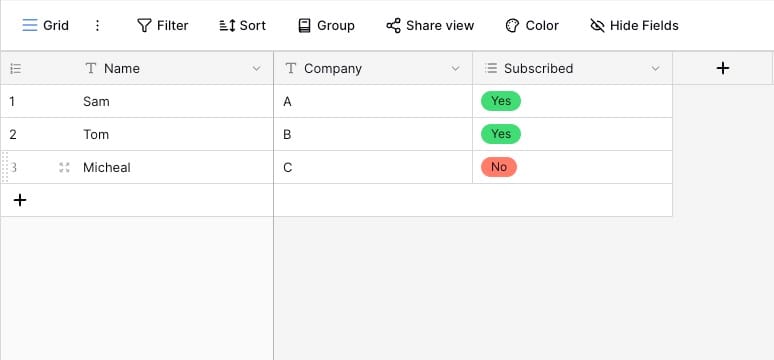 Grid Filter Sort Group Share view Color Hide Fields
Name Company Subscribed
1 Sam A Yes
2 Tom B Yes
3 Micheal C No